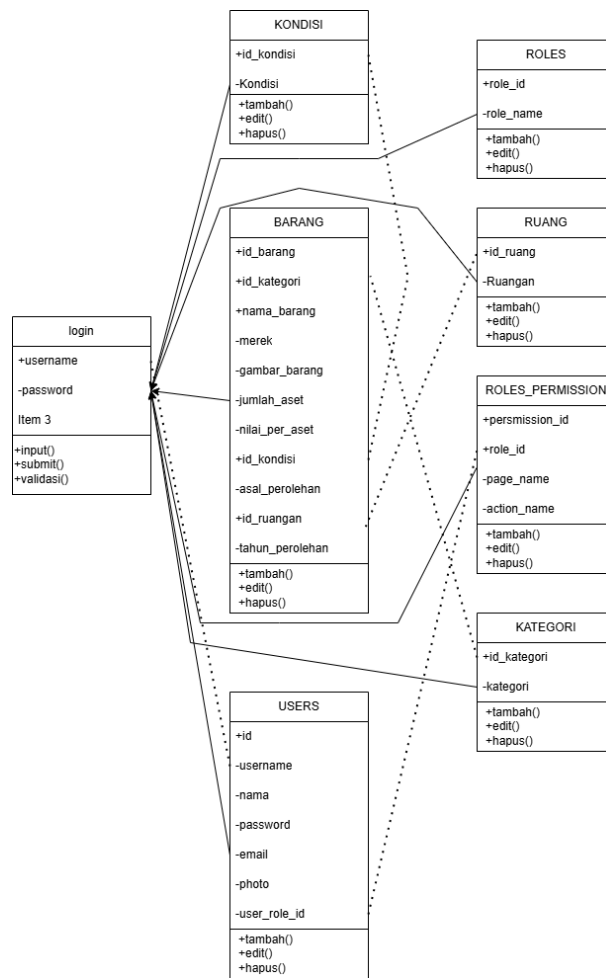 KONDISI
+id_kondisi
-Kondisi
+tambah()
+edit()
+hapus()
ROLES
+role_id
-role_name
+tambah()
+edit()
+hapus()
BARANG
+id_barang
+id_kategori
+nama_barang
-merek
-gambar_barang
-jumlah_aset
-nilai_per_aset
+id_kondisi
-asal_perolehan
+id_ruangan
-tahun_perolehan
+tambah()
+edit()
+hapus()
RUANG
+id_ruang
-Ruangan
+tambah()
+edit()
+hapus()
login
+username
-password
Item 3
+input()
+submit()
+validasi()
ROLES_PERMISSION
+persmission_id
+role_id
-page_name
-action_name
+tambah()
+edit()
+hapus()
KATEGORI
+id_kategori
-kategori
+tambah()
+edit()
+hapus()
USERS
+id
-username
-nama
-password
-email
-photo
-user_role_id
+tambah()
+edit()
+hapus()